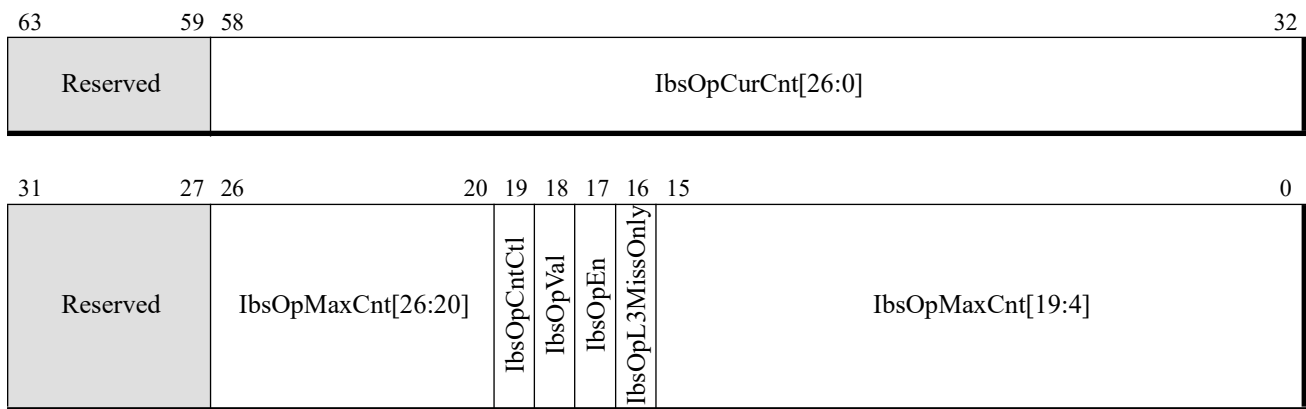 63 59 58 32
Reserved IbsOpCurCnt[26:0]
31 27 26 20 19 18 17 16 15 0
Reserved IbsOpMaxCnt[26:20] IbsOpCntCtl IbsOpVal IbsOpEn IbsOpL3MissOnly IbsOpMaxCnt[19:4]